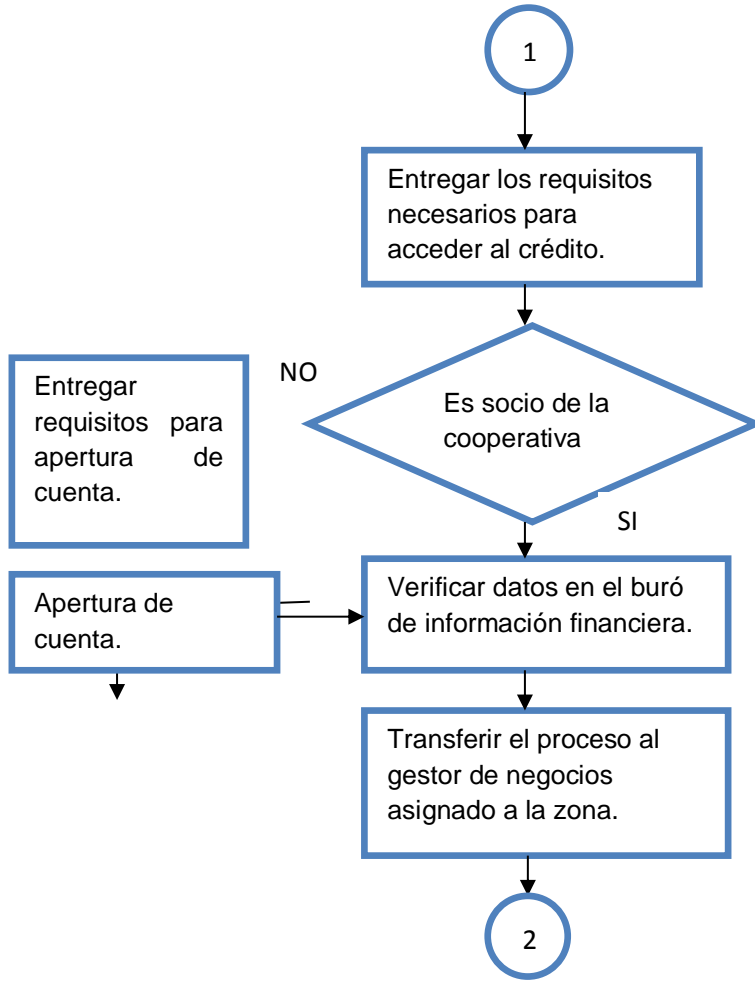 1
Entregar los requisitos
necesarios para
acceder al crédito.
NO
Es socio de la
cooperativa
Entregar
requisitos para
apertura de
cuenta.
SI
Verificar datos en el buró
de información financiera.
Apertura de
cuenta.
Transferir el proceso al
gestor de negocios
asignado a la zona.
2